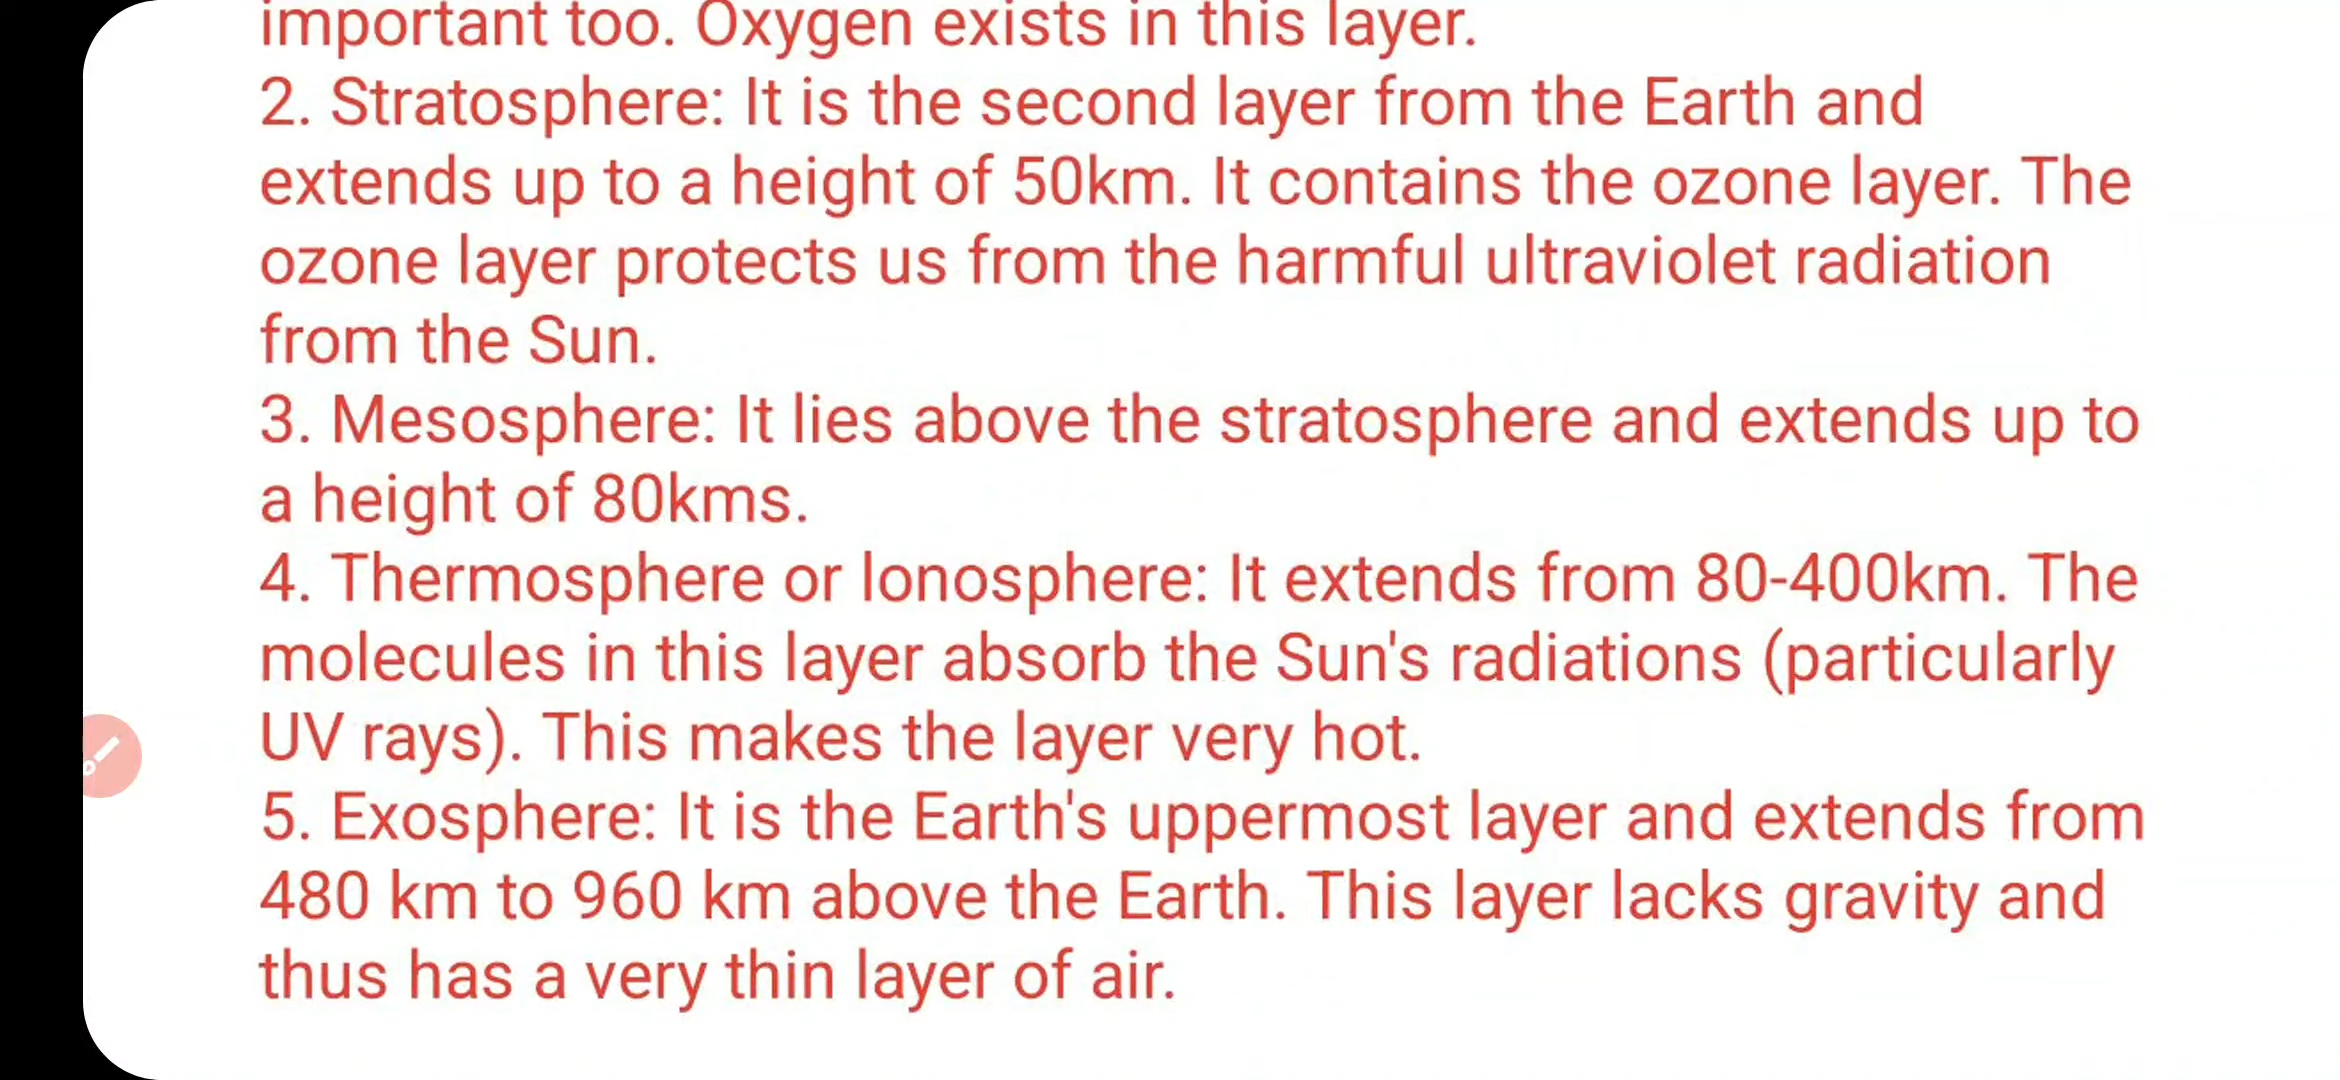 important too. Oxygen exists in this layer.
2. Stratosphere: It is the second layer from the Earth and
extends up to a height of 50km. It contains the ozone layer. The
ozone layer protects us from the harmful ultraviolet radiation
from the Sun.
3. Mesosphere: It lies above the stratosphere and extends up to
a height of 80kms.
4. Thermosphere or lonosphere: It extends from 80-400km. The
molecules in this layer absorb the Sun's radiations (particularly
UV rays). This makes the layer very hot.
5. Exosphere: It is the Earth's uppermost layer and extends from
480 km to 960 km above the Earth. This layer lacks gravity and
thus has a very thin layer of air.